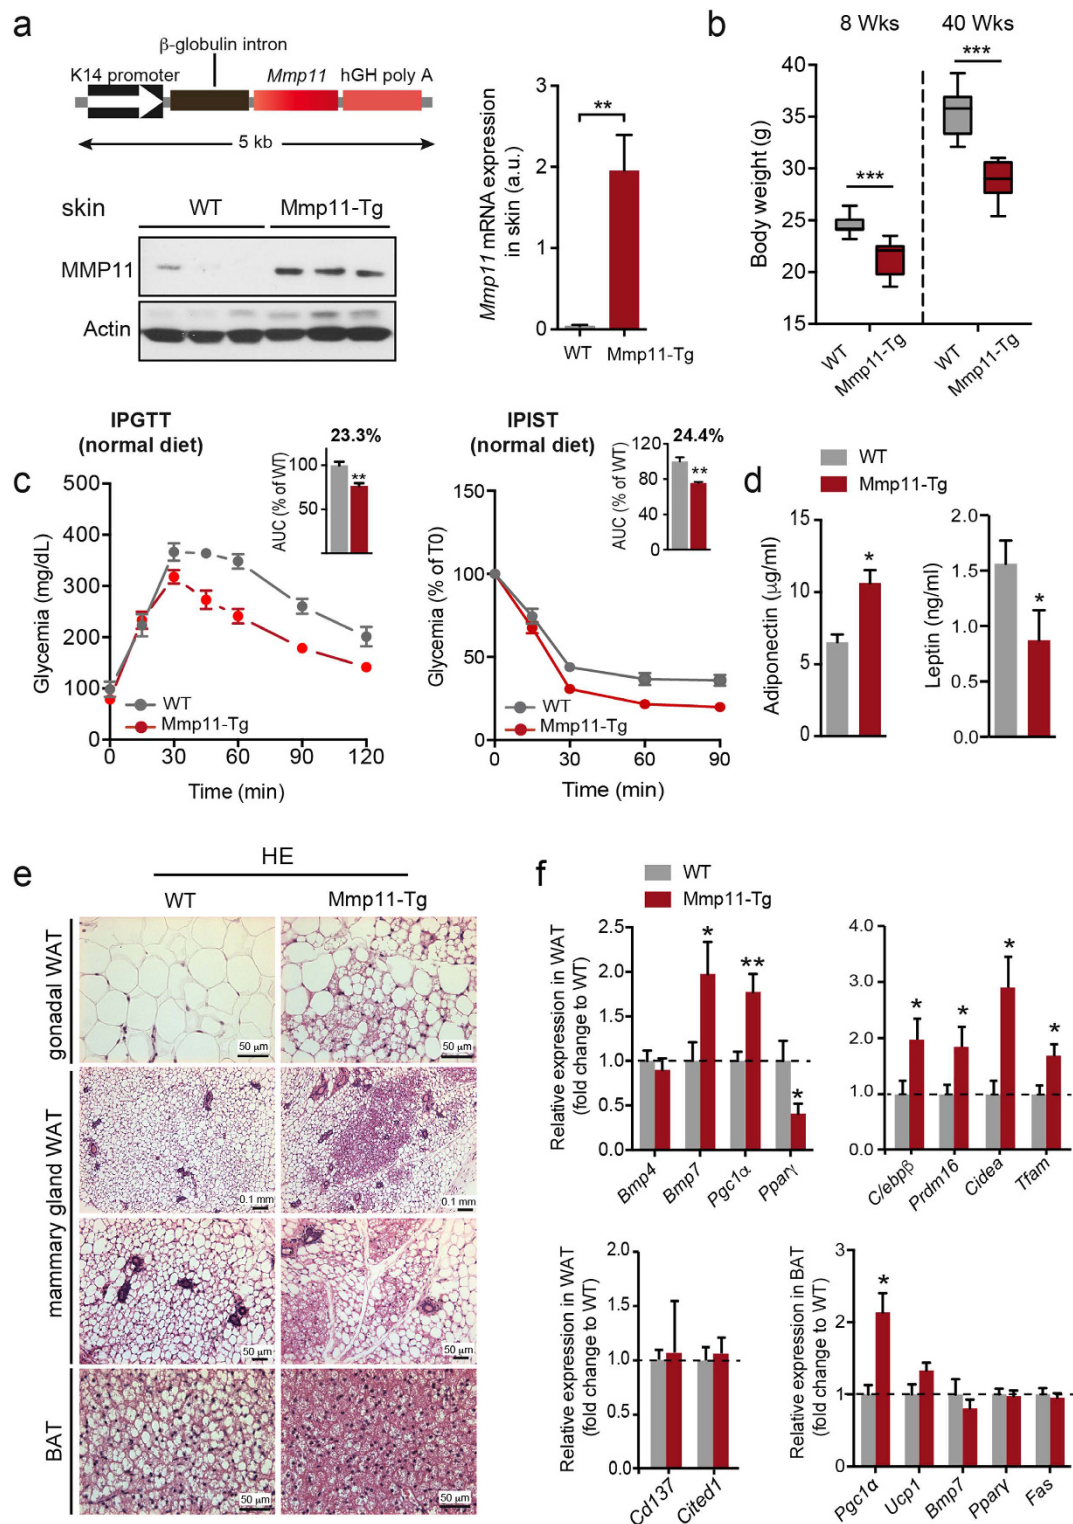 a
β-globulin intron
K14 promoter
Mmp11
hGH poly A
5 kb
skin
WT
Mmp11-Tg
MMP11
Actin
Mmp11 mRNA expression
in skin (a.u.)
3
2
1
0
**
WT
Mmp11-Tg
b
8 Wks
40 Wks
***
***
Body weight (g)
40
35
30
25
20
15
WT
Mmp11-Tg
WT
Mmp11-Tg
c
IPGTT
(normal diet)
23.3%
AUC (% of WT)
100
50
**
Glycemia (mg/dL)
500
400
300
200
100
0
WT
Mmp11-Tg
0
30
60
90
120
Time (min)
IPIST
(normal diet)
24.4%
AUC (% of WT)
120
80
40
0
**
Glycemia (% of T0)
150
100
50
0
WT
Mmp11-Tg
0
30
60
90
Time (min)
WT
Mmp11-Tg
d
Adiponectin (µg/ml)
15
10
5
0
*
Leptin (ng/ml)
2.0
1.5
1.0
0.5
0.0
*
e
HE
WT
Mmp11-Tg
gonadal WAT
50 µm
50 µm
mammary gland WAT
0.1 mm
0.1 mm
50 µm
50 µm
BAT
50 µm
50 µm
f
WT
Mmp11-Tg
Relative expression in WAT
(fold change to WT)
2.5
2.0
1.5
1.0
0.5
0.0
*
**
*
Bmp4
Bmp7
Pgc1α
Pparγ
4.0
3.0
2.0
1.0
0.0
*
*
*
*
C/ebpβ
Prdm16
Cidea
Tfam
Relative expression in WAT
(fold change to WT)
2.0
1.5
1.0
0.5
0.0
Cd137
Cited1
Relative expression in BAT
(fold change to WT)
3
2
1
0
*
Pgc1α
Ucp1
Bmp7
Pparγ
Fas